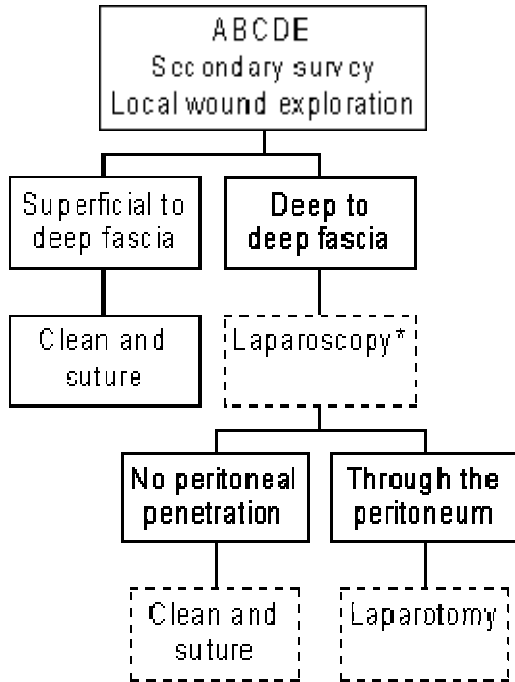 ABCDE
Secondary survey
Local wound exploration
Superficial to
deep fascia
Deep to
deep fascia
Clean and
suture
Laparoscopy*
No peritoneal
penetration
Through the
peritoneum
Clean and
suture
Laparotomy